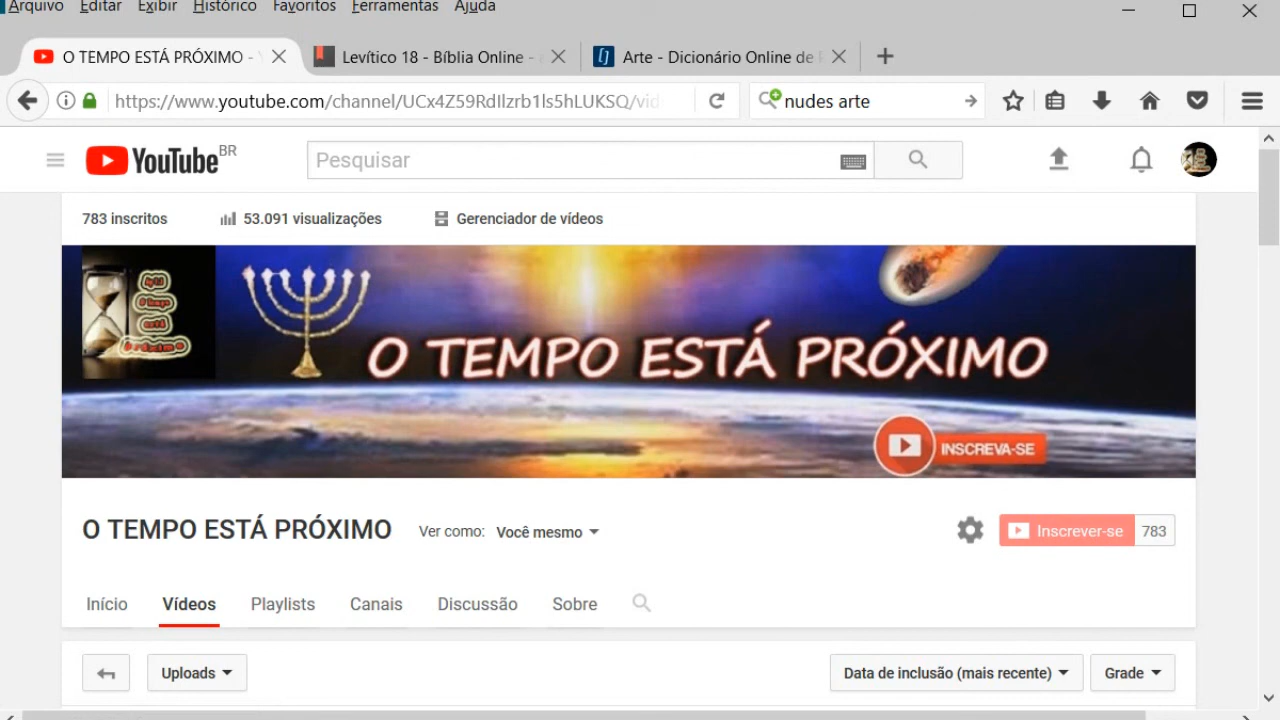 Arquivo Editar Exibir Histórico Favoritos Ferramentas Ajuda
O TEMPO ESTÁ PRÓXIMO -
Levítico 18 - Bíblia Online -
Arte - Dicionário Online de
https://www.youtube.com/channel/UCx4Z59RdIlzrb1ls5hLUKSQ/vid
nudes arte
YouTube BR
Pesquisar
783 inscritos
53.091 visualizações
Gerenciador de vídeos
O TEMPO ESTÁ PRÓXIMO
INSCREVA-SE
O TEMPO ESTÁ PRÓXIMO
Ver como: Você mesmo
Inscrever-se 783
Início Vídeos Playlists Canais Discussão Sobre
Uploads
Data de inclusão (mais recente)
Grade